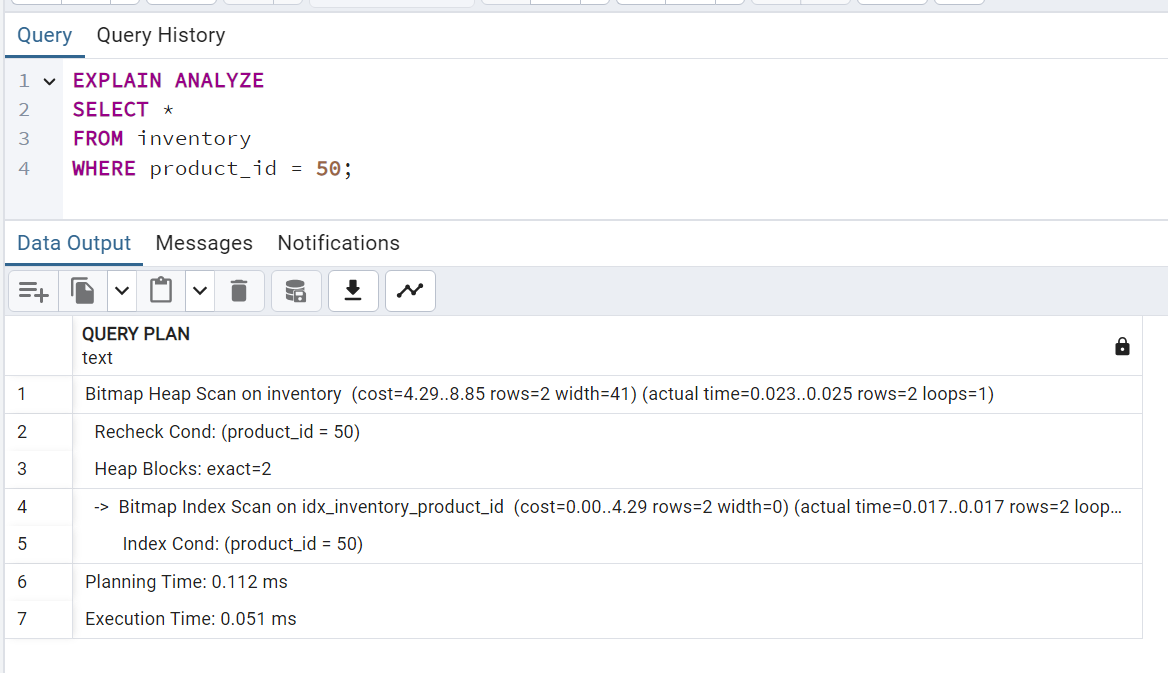 Query Query History
1 EXPLAIN ANALYZE
2 SELECT *
3 FROM inventory
4 WHERE product_id = 50;
Data Output Messages Notifications
QUERY PLAN
text
1 Bitmap Heap Scan on inventory (cost=4.29..8.85 rows=2 width=41) (actual time=0.023..0.025 rows=2 loops=1)
2 Recheck Cond: (product_id = 50)
3 Heap Blocks: exact=2
4 -> Bitmap Index Scan on idx_inventory_product_id (cost=0.00..4.29 rows=2 width=0) (actual time=0.017..0.017 rows=2 loop...
5 Index Cond: (product_id = 50)
6 Planning Time: 0.112 ms
7 Execution Time: 0.051 ms